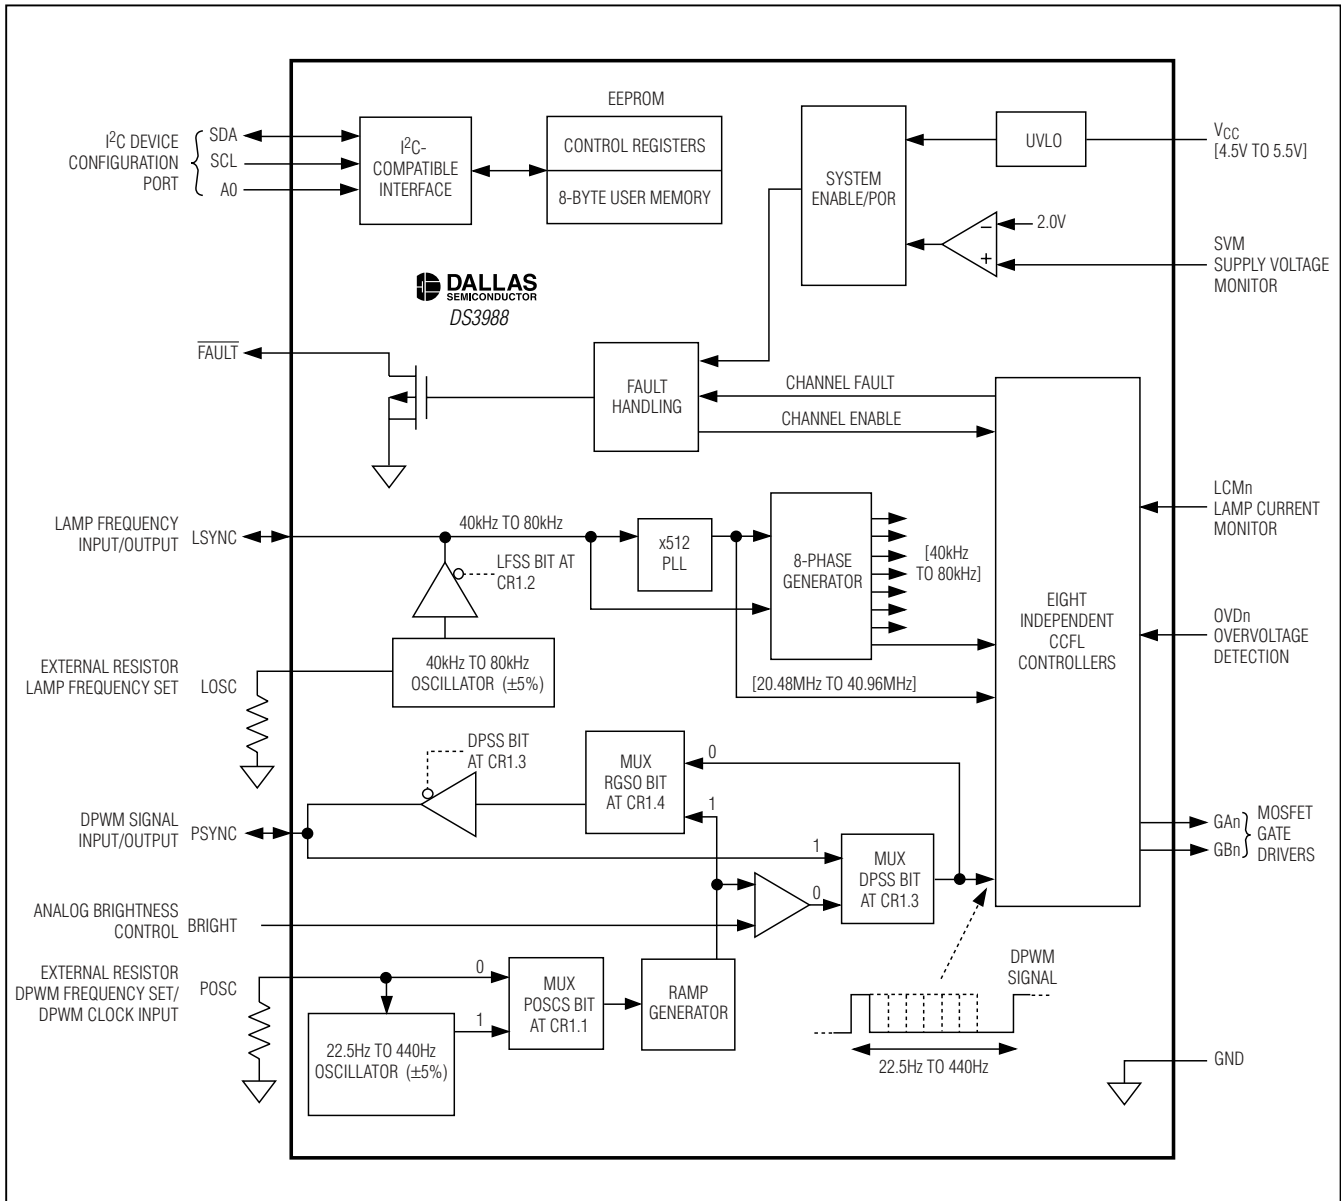 EEPROM
I²C DEVICE
CONFIGURATION
PORT
SDA
SCL
A0
I²C-
COMPATIBLE
INTERFACE
CONTROL REGISTERS
8-BYTE USER MEMORY
SYSTEM
ENABLE/POR
UVLO
VCC
[4.5V TO 5.5V]
2.0V
−
+
SVM
SUPPLY VOLTAGE
MONITOR
DALLAS
SEMICONDUCTOR
DS3988
FAULT
FAULT
HANDLING
CHANNEL FAULT
CHANNEL ENABLE
LAMP FREQUENCY
INPUT/OUTPUT
LSYNC
40kHz TO 80kHz
LFSS BIT AT
CR1.2
x512
PLL
8-PHASE
GENERATOR
[40kHz
TO 80kHz]
EIGHT
INDEPENDENT
CCFL
CONTROLLERS
LCMn
LAMP CURRENT
MONITOR
OVDn
OVERVOLTAGE
DETECTION
EXTERNAL RESISTOR
LAMP FREQUENCY SET
LOSC
40kHz TO 80kHz
OSCILLATOR (±5%)
[20.48MHz TO 40.96MHz]
DPSS BIT
AT CR1.3
MUX
RGSO BIT
AT CR1.4
0
1
DPWM SIGNAL
INPUT/OUTPUT
PSYNC
1
0
MUX
DPSS BIT
AT CR1.3
GAn
GBn
MOSFET
GATE
DRIVERS
ANALOG BRIGHTNESS
CONTROL
BRIGHT
EXTERNAL RESISTOR
DPWM FREQUENCY SET/
DPWM CLOCK INPUT
POSC
0
1
MUX
POSCS BIT
AT CR1.1
RAMP
GENERATOR
22.5Hz TO 440Hz
OSCILLATOR (±5%)
DPWM
SIGNAL
22.5Hz TO 440Hz
GND